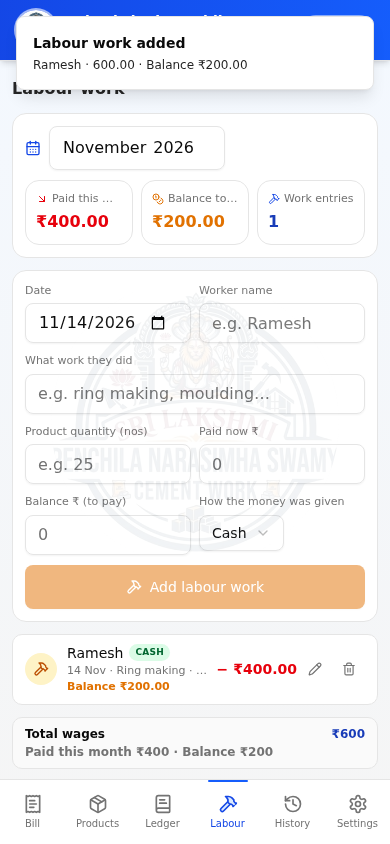 Labour work added
Ramesh · 600.00 · Balance ₹200.00
Labour work
November 2026
Paid this ...
₹400.00
Balance to...
₹200.00
Work entries
1
Date
Worker name
11/14/2026
e.g. Ramesh
What work they did
e.g. ring making, moulding...
Product quantity (nos)
Paid now ₹
e.g. 25
0
Balance ₹ (to pay)
How the money was given
0
Cash
Add labour work
Ramesh CASH
14 Nov · Ring making · ...
− ₹400.00
Balance ₹200.00
Total wages
₹600
Paid this month ₹400 · Balance ₹200
Bill
Products
Ledger
Labour
History
Settings